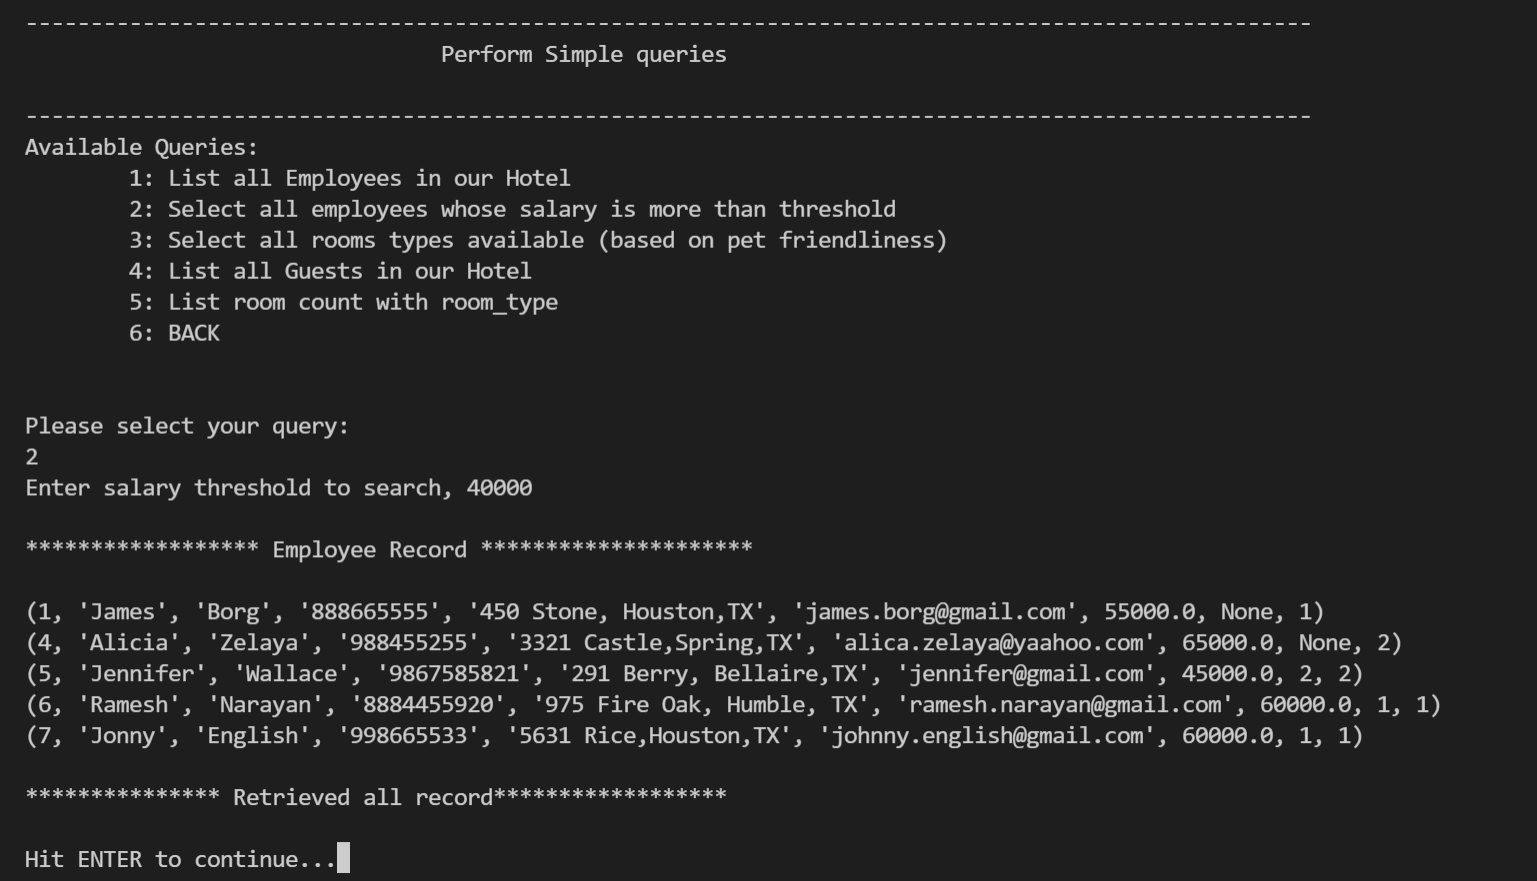 ---------------------------------------------------------------------------------------------------
Perform Simple queries
---------------------------------------------------------------------------------------------------
Available Queries:
1: List all Employees in our Hotel
2: Select all employees whose salary is more than threshold
3: Select all rooms types available (based on pet friendliness)
4: List all Guests in our Hotel
5: List room count with room_type
6: BACK
Please select your query:
2
Enter salary threshold to search, 40000
****************** Employee Record *********************
(1, 'James', 'Borg', '888665555', '450 Stone, Houston,TX', 'james.borg@gmail.com', 55000.0, None, 1)
(4, 'Alicia', 'Zelaya', '988455255', '3321 Castle,Spring,TX', 'alica.zelaya@yaahoo.com', 65000.0, None, 2)
(5, 'Jennifer', 'Wallace', '9867585821', '291 Berry, Bellaire,TX', 'jennifer@gmail.com', 45000.0, 2, 2)
(6, 'Ramesh', 'Narayan', '8884455920', '975 Fire Oak, Humble, TX', 'ramesh.narayan@gmail.com', 60000.0, 1, 1)
(7, 'Jonny', 'English', '998665533', '5631 Rice,Houston,TX', 'johnny.english@gmail.com', 60000.0, 1, 1)
*************** Retrieved all record******************
Hit ENTER to continue...